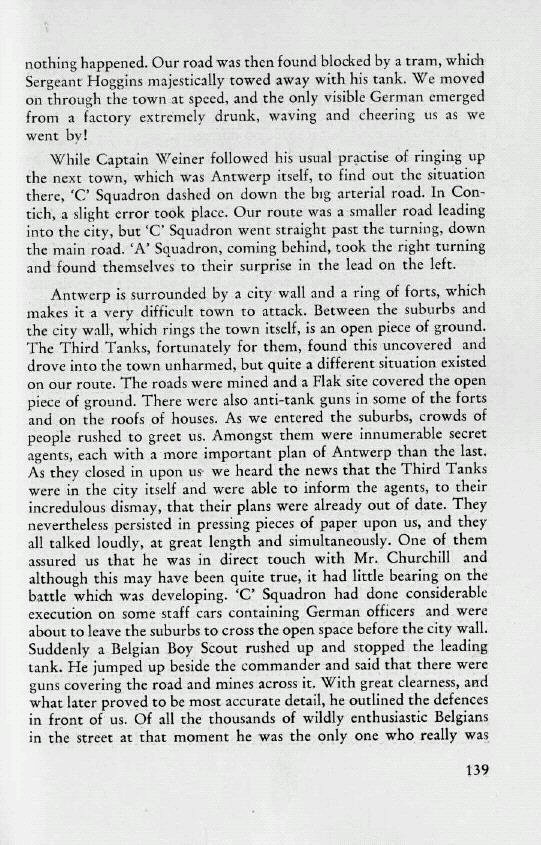 nothing happened. Our road was then found blocked by a tram, which
Sergeant Hoggins majestically towed away with his tank. We moved
on through the town at speed, and the only visible German emerged
from a factory extremely drunk, waving and cheering us as we
went by!
While Captain Weiner followed his usual practise of ringing up
the next town, which was Antwerp itself, to find out the situation
there, ‘C’ Squadron dashed on down the big arterial road. In Con-
tich, a slight error took place. Our route was a smaller road leading
into the city, but ‘C’ Squadron went straight past the turning, down
the main road. ‘A’ Squadron, coming behind, took the right turning
and found themselves to their surprise in the lead on the left.
Antwerp is surrounded by a city wall and a ring of forts, which
makes it a very difficult town to attack. Between the suburbs and
the city wall, which rings the town itself, is an open piece of ground.
The Third Tanks, fortunately for them, found this uncovered and
drove into the town unharmed, but quite a different situation existed
on our route. The roads were mined and a Flak site covered the open
piece of ground. There were also anti-tank guns in some of the forts
and on the roofs of houses. As we entered the suburbs, crowds of
people rushed to greet us. Amongst them were innumerable secret
agents, each with a more important plan of Antwerp than the last.
As they closed in upon us we heard the news that the Third Tanks
were in the city itself and were able to inform the agents, to their
incredulous dismay, that their plans were already out of date. They
nevertheless persisted in pressing pieces of paper upon us, and they
all talked loudly, at great length and simultaneously. One of them
assured us that he was in direct touch with Mr. Churchill and
although this may have been quite true, it had little bearing on the
battle which was developing. ‘C’ Squadron had done considerable
execution on some staff cars containing German officers and were
about to leave the suburbs to cross the open space before the city wall.
Suddenly a Belgian Boy Scout rushed up and stopped the leading
tank. He jumped up beside the commander and said that there were
guns covering the road and mines across it. With great clearness, and
what later proved to be most accurate detail, he outlined the defences
in front of us. Of all the thousands of wildly enthusiastic Belgians
in the street at that moment he was the only one who really was
139